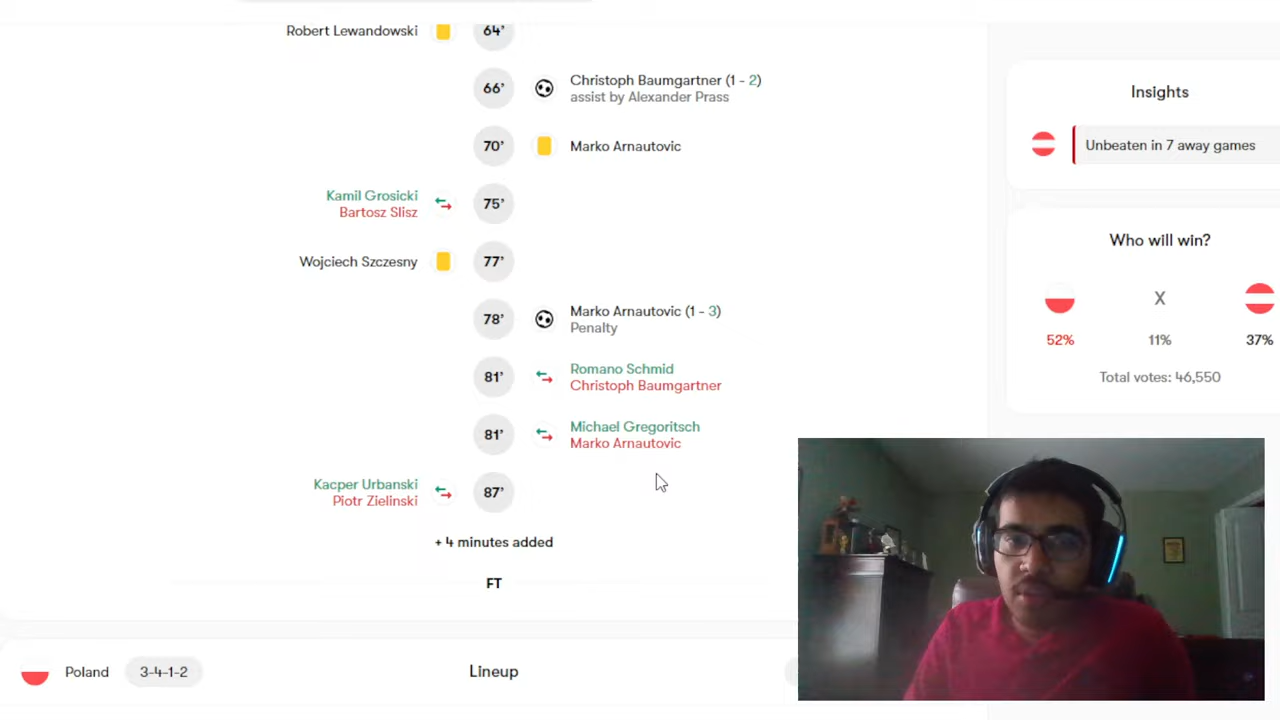 Robert Lewandowski 64’
66’ Christoph Baumgartner (1 - 2)
assist by Alexander Prass
70’ Marko Arnautovic
Kamil Grosicki
Bartosz Slisz
75’
Wojciech Szczesny 77’
78’ Marko Arnautovic (1 - 3)
Penalty
81’ Romano Schmid
Christoph Baumgartner
81’ Michael Gregoritsch
Marko Arnautovic
Kacper Urbanski
Piotr Zielinski
87’
+ 4 minutes added
FT
Poland 3-4-1-2 Lineup
Insights
Unbeaten in 7 away games
Who will win?
X
52% 11% 37%
Total votes: 46,550